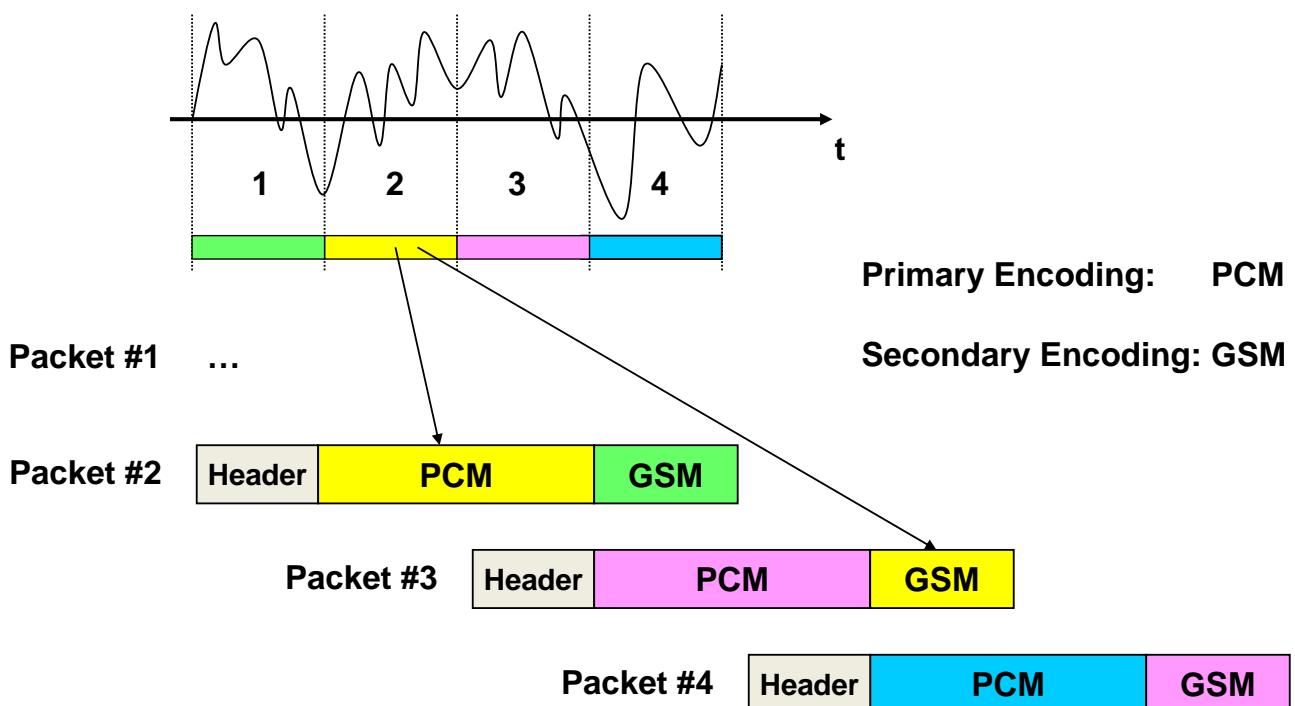 t
1 2 3 4
Primary Encoding: PCM
Secondary Encoding: GSM
Packet #1 …
Packet #2 Header PCM GSM
Packet #3 Header PCM GSM
Packet #4 Header PCM GSM